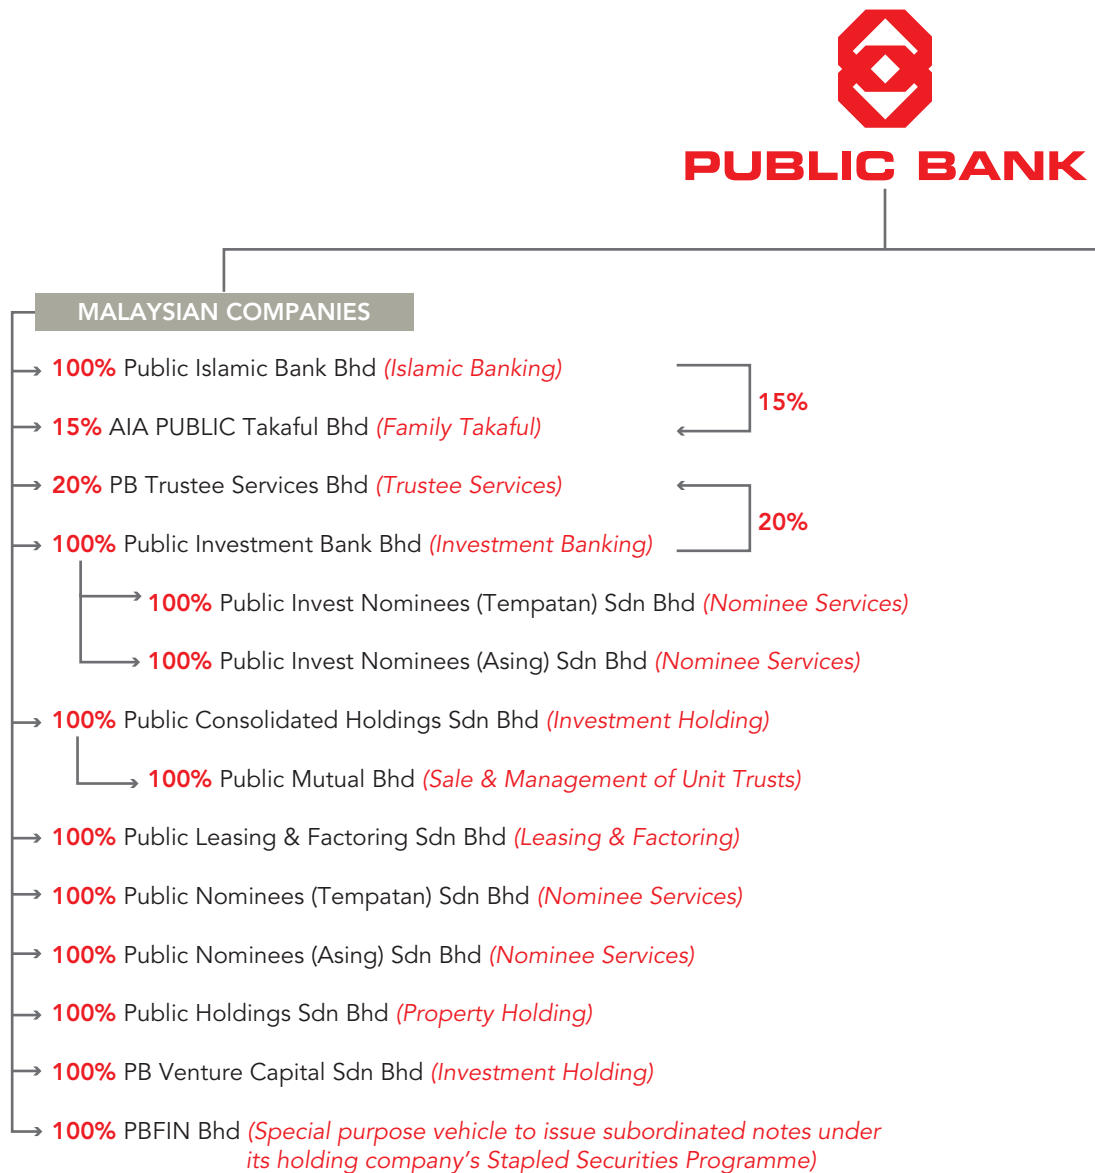 PUBLIC BANK
MALAYSIAN COMPANIES
100% Public Islamic Bank Bhd (Islamic Banking)
15%
15% AIA PUBLIC Takaful Bhd (Family Takaful)
20% PB Trustee Services Bhd (Trustee Services)
20%
100% Public Investment Bank Bhd (Investment Banking)
100% Public Invest Nominees (Tempatan) Sdn Bhd (Nominee Services)
100% Public Invest Nominees (Asing) Sdn Bhd (Nominee Services)
100% Public Consolidated Holdings Sdn Bhd (Investment Holding)
100% Public Mutual Bhd (Sale & Management of Unit Trusts)
100% Public Leasing & Factoring Sdn Bhd (Leasing & Factoring)
100% Public Nominees (Tempatan) Sdn Bhd (Nominee Services)
100% Public Nominees (Asing) Sdn Bhd (Nominee Services)
100% Public Holdings Sdn Bhd (Property Holding)
100% PB Venture Capital Sdn Bhd (Investment Holding)
100% PBFIN Bhd (Special purpose vehicle to issue subordinated notes under
its holding company's Stapled Securities Programme)